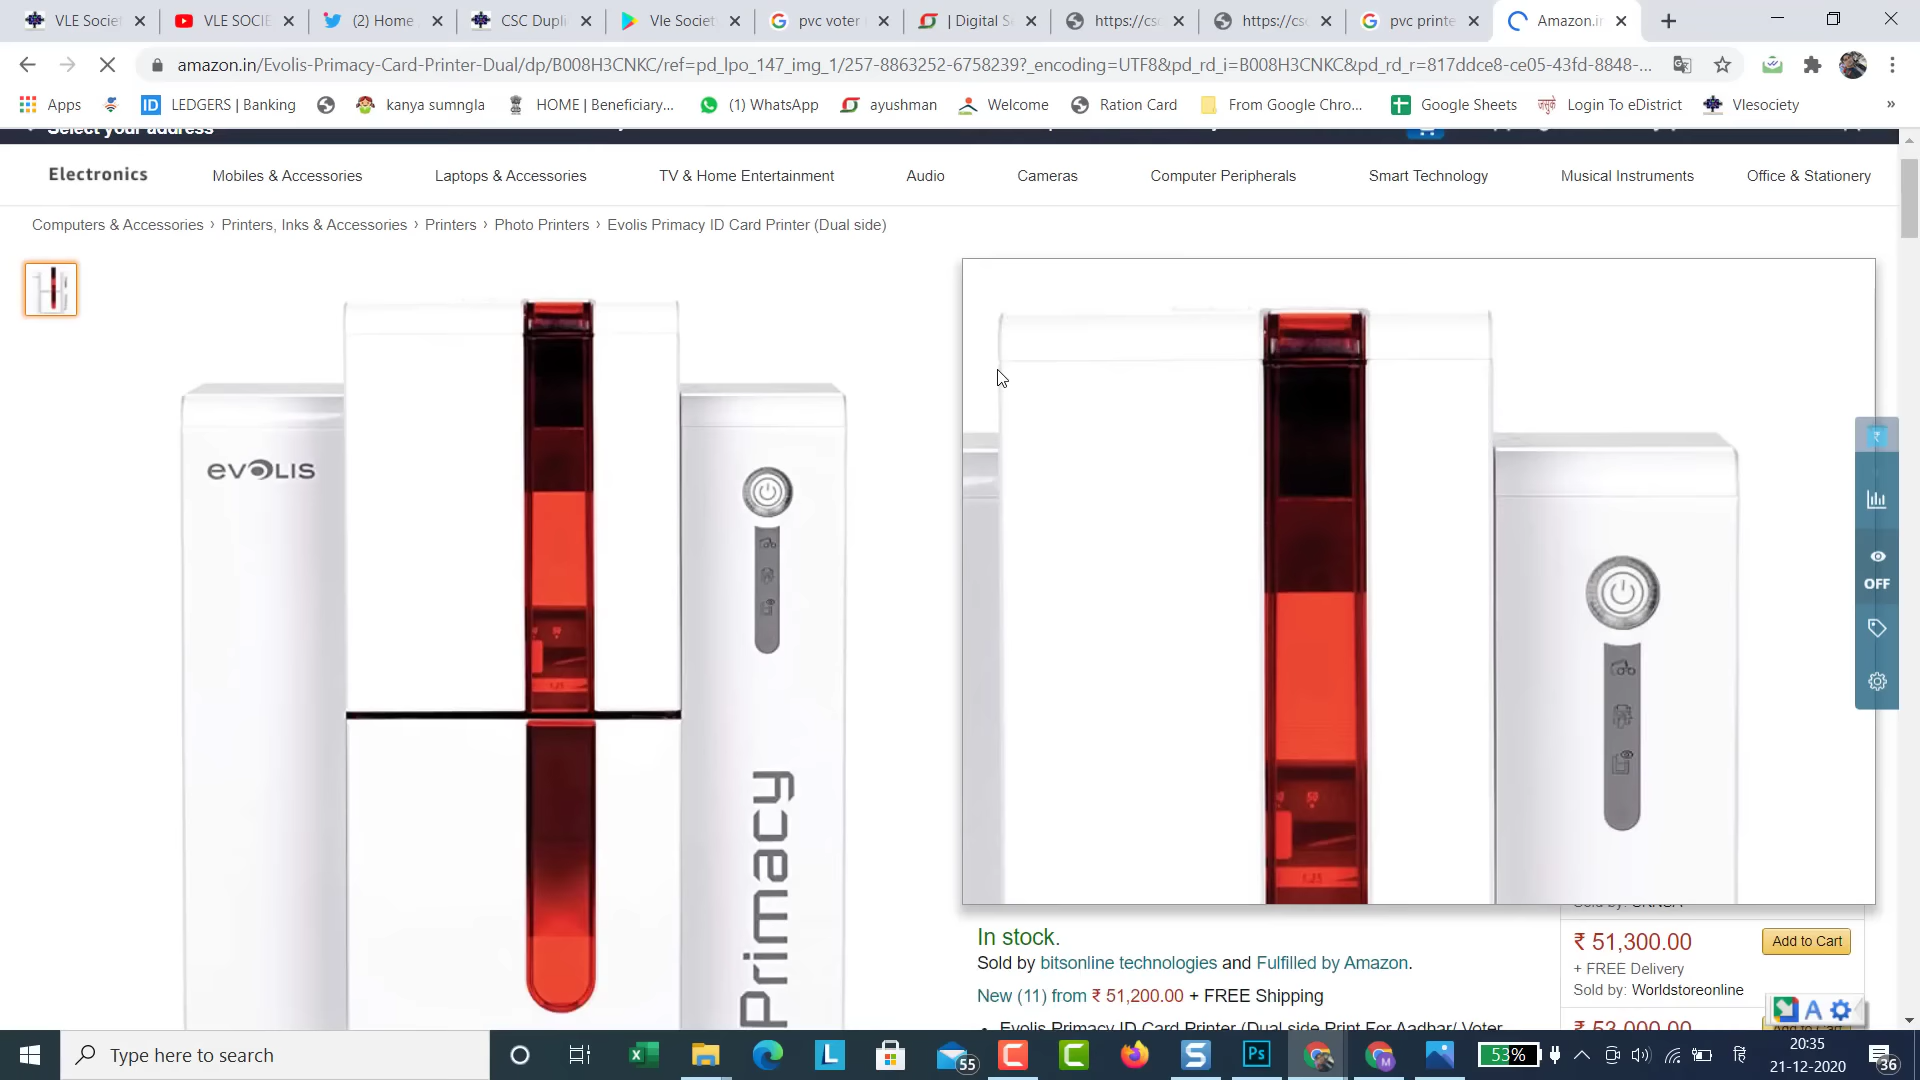 VLE Societ
VLE SOCIE
(2) Home
CSC Dupli
Vle Societ
pvc voter
| Digital S
https://csc
https://csc
pvc printe
Amazon.in
amazon.in/Evolis-Primacy-Card-Printer-Dual/dp/B008H3CNKC/ref=pd_lpo_147_img_1/257-8863252-6758239?_encoding=UTF8&pd_rd_i=B008H3CNKC&pd_rd_r=817ddce8-ce05-43fd-8848-...
Apps
LEDGERS | Banking
kanya sumngla
HOME | Beneficiary...
(1) WhatsApp
ayushman
Welcome
Ration Card
From Google Chro...
Google Sheets
Login To eDistrict
Vlesociety
»
Select your address
Electronics
Mobiles & Accessories
Laptops & Accessories
TV & Home Entertainment
Audio
Cameras
Computer Peripherals
Smart Technology
Musical Instruments
Office & Stationery
Computers & Accessories › Printers, Inks & Accessories › Printers › Photo Printers › Evolis Primacy ID Card Printer (Dual side)
evolis
Primacy
OFF
In stock.
Sold by bitsonline technologies and Fulfilled by Amazon.
New (11) from ₹ 51,200.00 + FREE Shipping
Evolis Primacy ID Card Printer (Dual side Print For Aadhar/ Voter
₹ 51,300.00
Add to Cart
+ FREE Delivery
Sold by: Worldstoreonline
₹ 53,000.00
Type here to search
55
53%
हि
20:35
21-12-2020
36